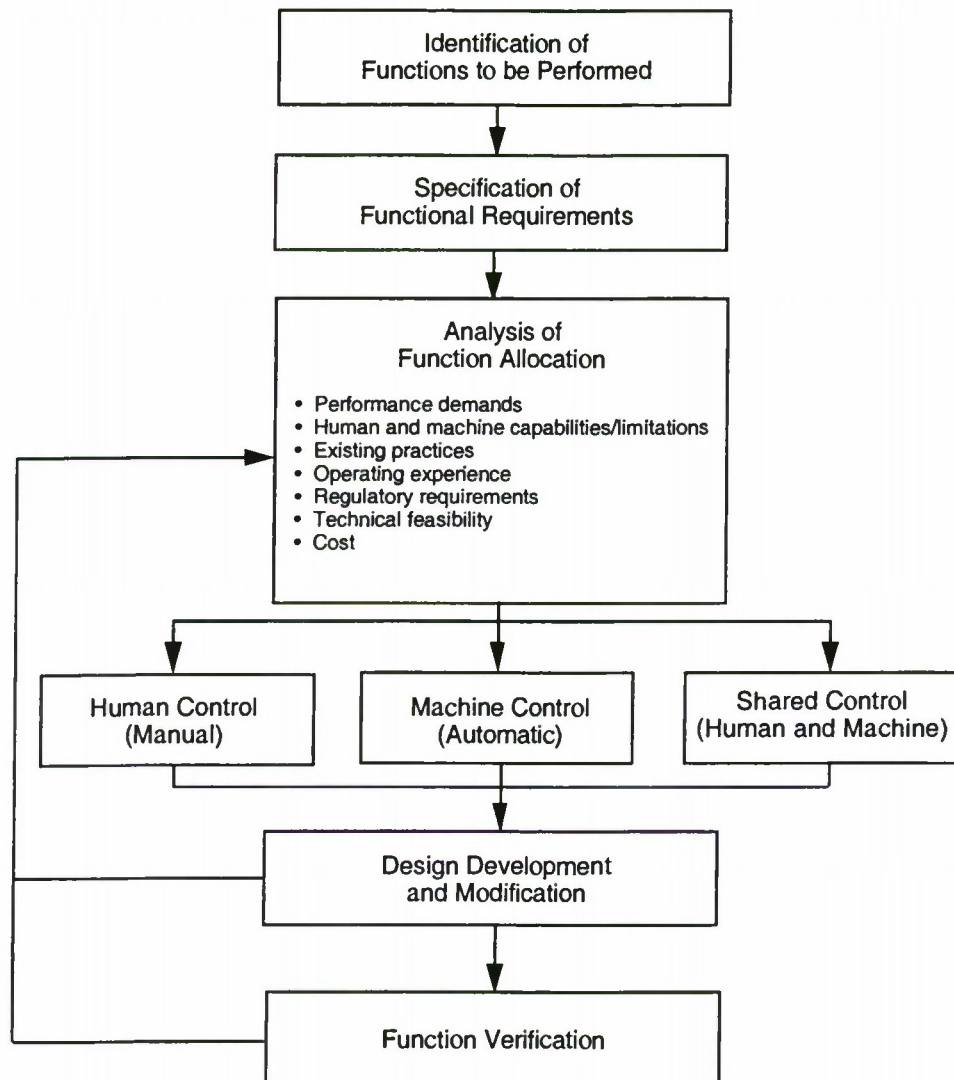 Identification of
Functions to be Performed
Specification of
Functional Requirements
Analysis of
Function Allocation
• Performance demands
• Human and machine capabilities/limitations
• Existing practices
• Operating experience
• Regulatory requirements
• Technical feasibility
• Cost
Human Control
(Manual)
Machine Control
(Automatic)
Shared Control
(Human and Machine)
Design Development
and Modification
Function Verification